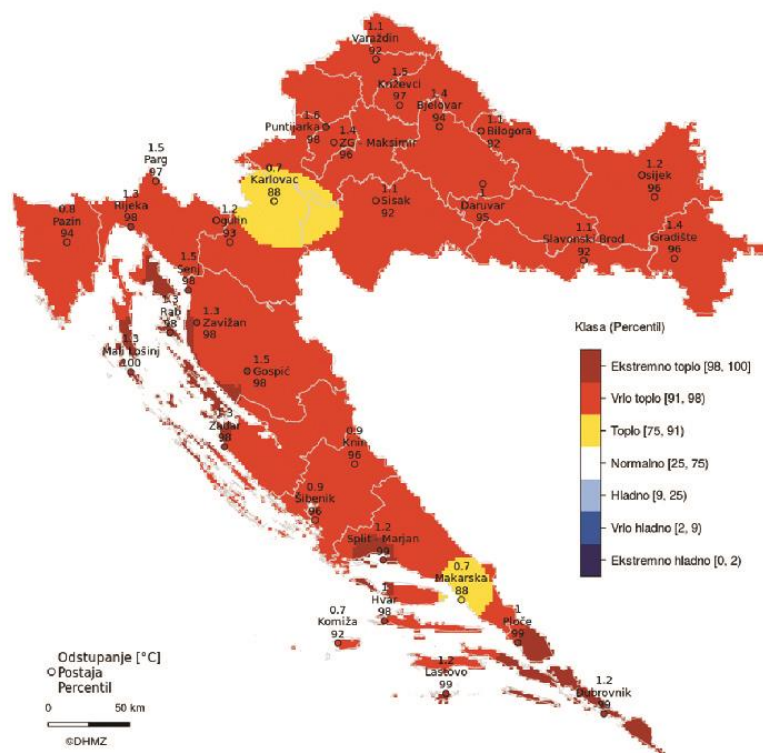 1.1
Varaždin
92
1.5
Križevci
97
1.4
Bjelovar
94
1.1
Bilogora
92
1.6
Puntijarka
98
1.4
ZG - Maksimir
96
1.5
Parg
97
0.7
Karlovac
88
1.1
Sisak
92
1
Daruvar
95
1.2
Osijek
96
1.1
Slavonski Brod
92
1.4
Gradište
96
0.8
Pazin
94
1.3
Rijeka
98
1.2
Ogulin
93
1.5
Senj
98
1.3
Rab
98
1.3
Zavižan
98
1.3
Mali Lošinj
100
1.5
Gospić
98
1.3
Zadar
98
0.9
Knin
96
0.9
Šibenik
96
1.2
Split - Marjan
99
0.7
Makarska
88
1
Hvar
98
0.7
Komiža
92
1
Ploče
99
1.2
Lastovo
99
1.2
Dubrovnik
99
Klasa (Percentil)
Ekstremno toplo [98, 100]
Vrlo toplo [91, 98)
Toplo [75, 91)
Normalno [25, 75)
Hladno [9, 25)
Vrlo hladno [2, 9)
Ekstremno hladno [0, 2)
Odstupanje [°C]
Postaja
Percentil
0 50 km
©DHMZ